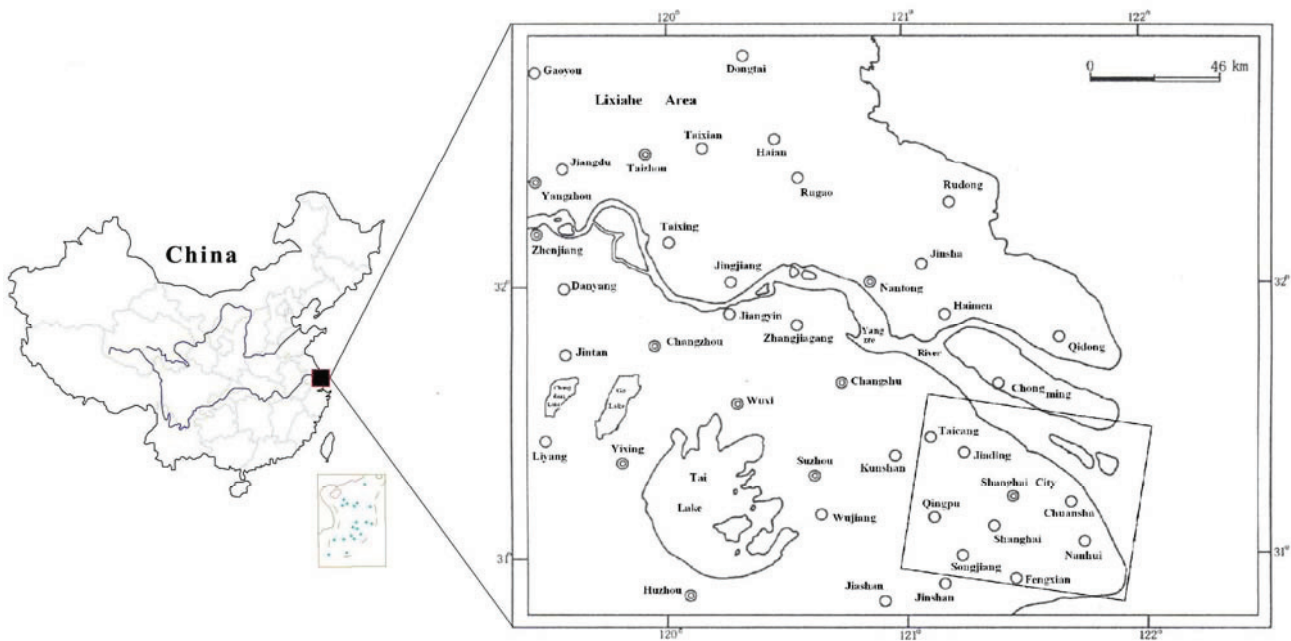 120°
121°
122°
0
46 km
Gaoyou
Dongtai
Lixiahe Area
Taixian
Haian
Jiangdu
Taizhou
Rugao
Yangzhou
Rudong
China
Taixing
Zhenjiang
Jinsha
Jingjiang
Nantong
32°
32°
Danyang
Jiangyin
Haimen
Zhangjiagang
Yang
tze
River
Qidong
Changzhou
Jintan
Changshu
Chong
ming
Ge
Lake
Wuxi
Taicang
Liyang
Yixing
Kunshan
Jiading
Tai
Lake
Suzhou
Shanghai City
Qingpu
Chuansha
Wujiang
Shanghai
Nanhui
31°
31°
Songjiang
Huzhou
Jiashan
Jinshan
Fengxian
120°
121°
122°